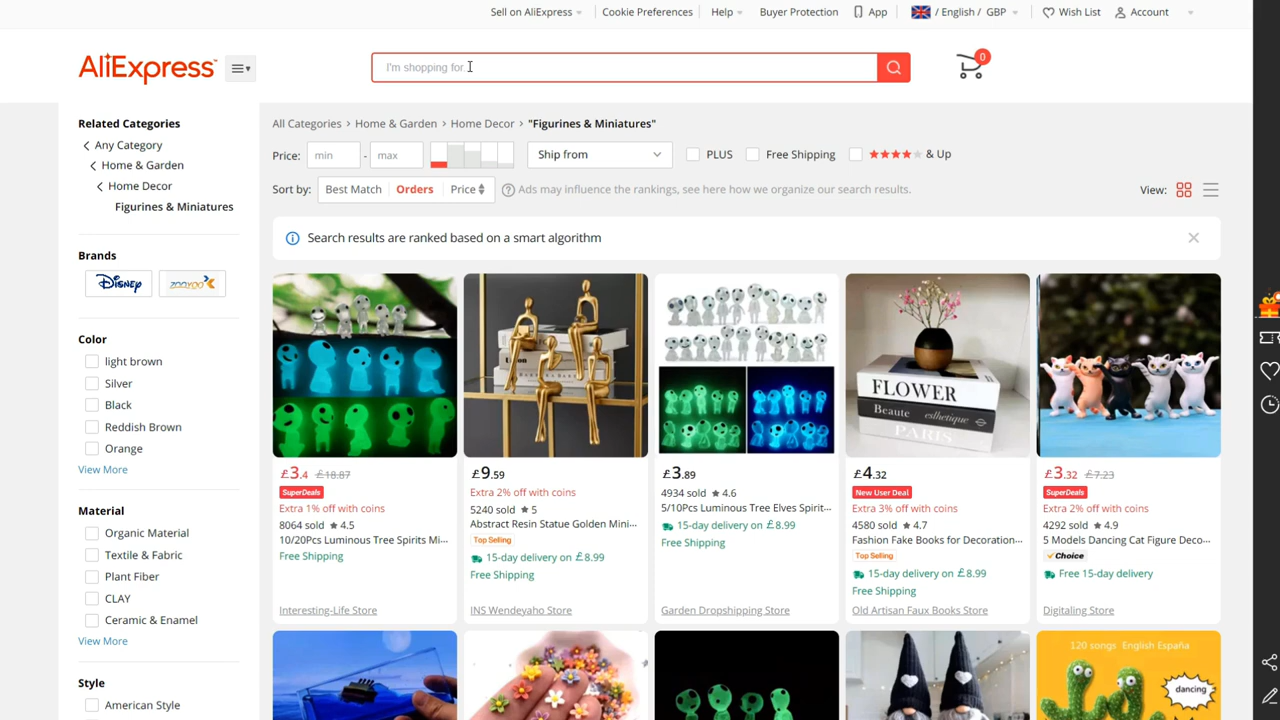 Sell on AliExpress
Cookie Preferences
Help
Buyer Protection
App
/ English / GBP
Wish List
Account
AliExpress
I'm shopping for
0
Related Categories
Any Category
Home & Garden
Home Decor
Figurines & Miniatures
Brands
Disney
ZOOYOO
Color
light brown
Silver
Black
Reddish Brown
Orange
View More
Material
Organic Material
Textile & Fabric
Plant Fiber
CLAY
Ceramic & Enamel
View More
Style
American Style
All Categories > Home & Garden > Home Decor > "Figurines & Miniatures"
Price: min - max
Ship from
PLUS
Free Shipping
& Up
Sort by: Best Match Orders Price
Ads may influence the rankings, see here how we organize our search results.
View:
Search results are ranked based on a smart algorithm
£3.4 £18.87
SuperDeals
Extra 1% off with coins
8064 sold ★ 4.5
10/20Pcs Luminous Tree Spirits Mi...
Free Shipping
Interesting-Life Store
£9.59
Extra 2% off with coins
5240 sold ★ 5
Abstract Resin Statue Golden Mini...
Top Selling
15-day delivery on £8.99
Free Shipping
INS Wendeyaho Store
£3.89
4934 sold ★ 4.6
5/10Pcs Luminous Tree Elves Spirit...
15-day delivery on £8.99
Free Shipping
Garden Dropshipping Store
FLOWER
Beaute esthetique
PARIS
£4.32
New User Deal
Extra 3% off with coins
4580 sold ★ 4.7
Fashion Fake Books for Decoration...
Top Selling
15-day delivery on £8.99
Free Shipping
Old Artisan Faux Books Store
£3.32 £7.23
SuperDeals
Extra 2% off with coins
4292 sold ★ 4.9
5 Models Dancing Cat Figure Deco...
Choice
Free 15-day delivery
Digitaling Store
120 songs English España
dancing